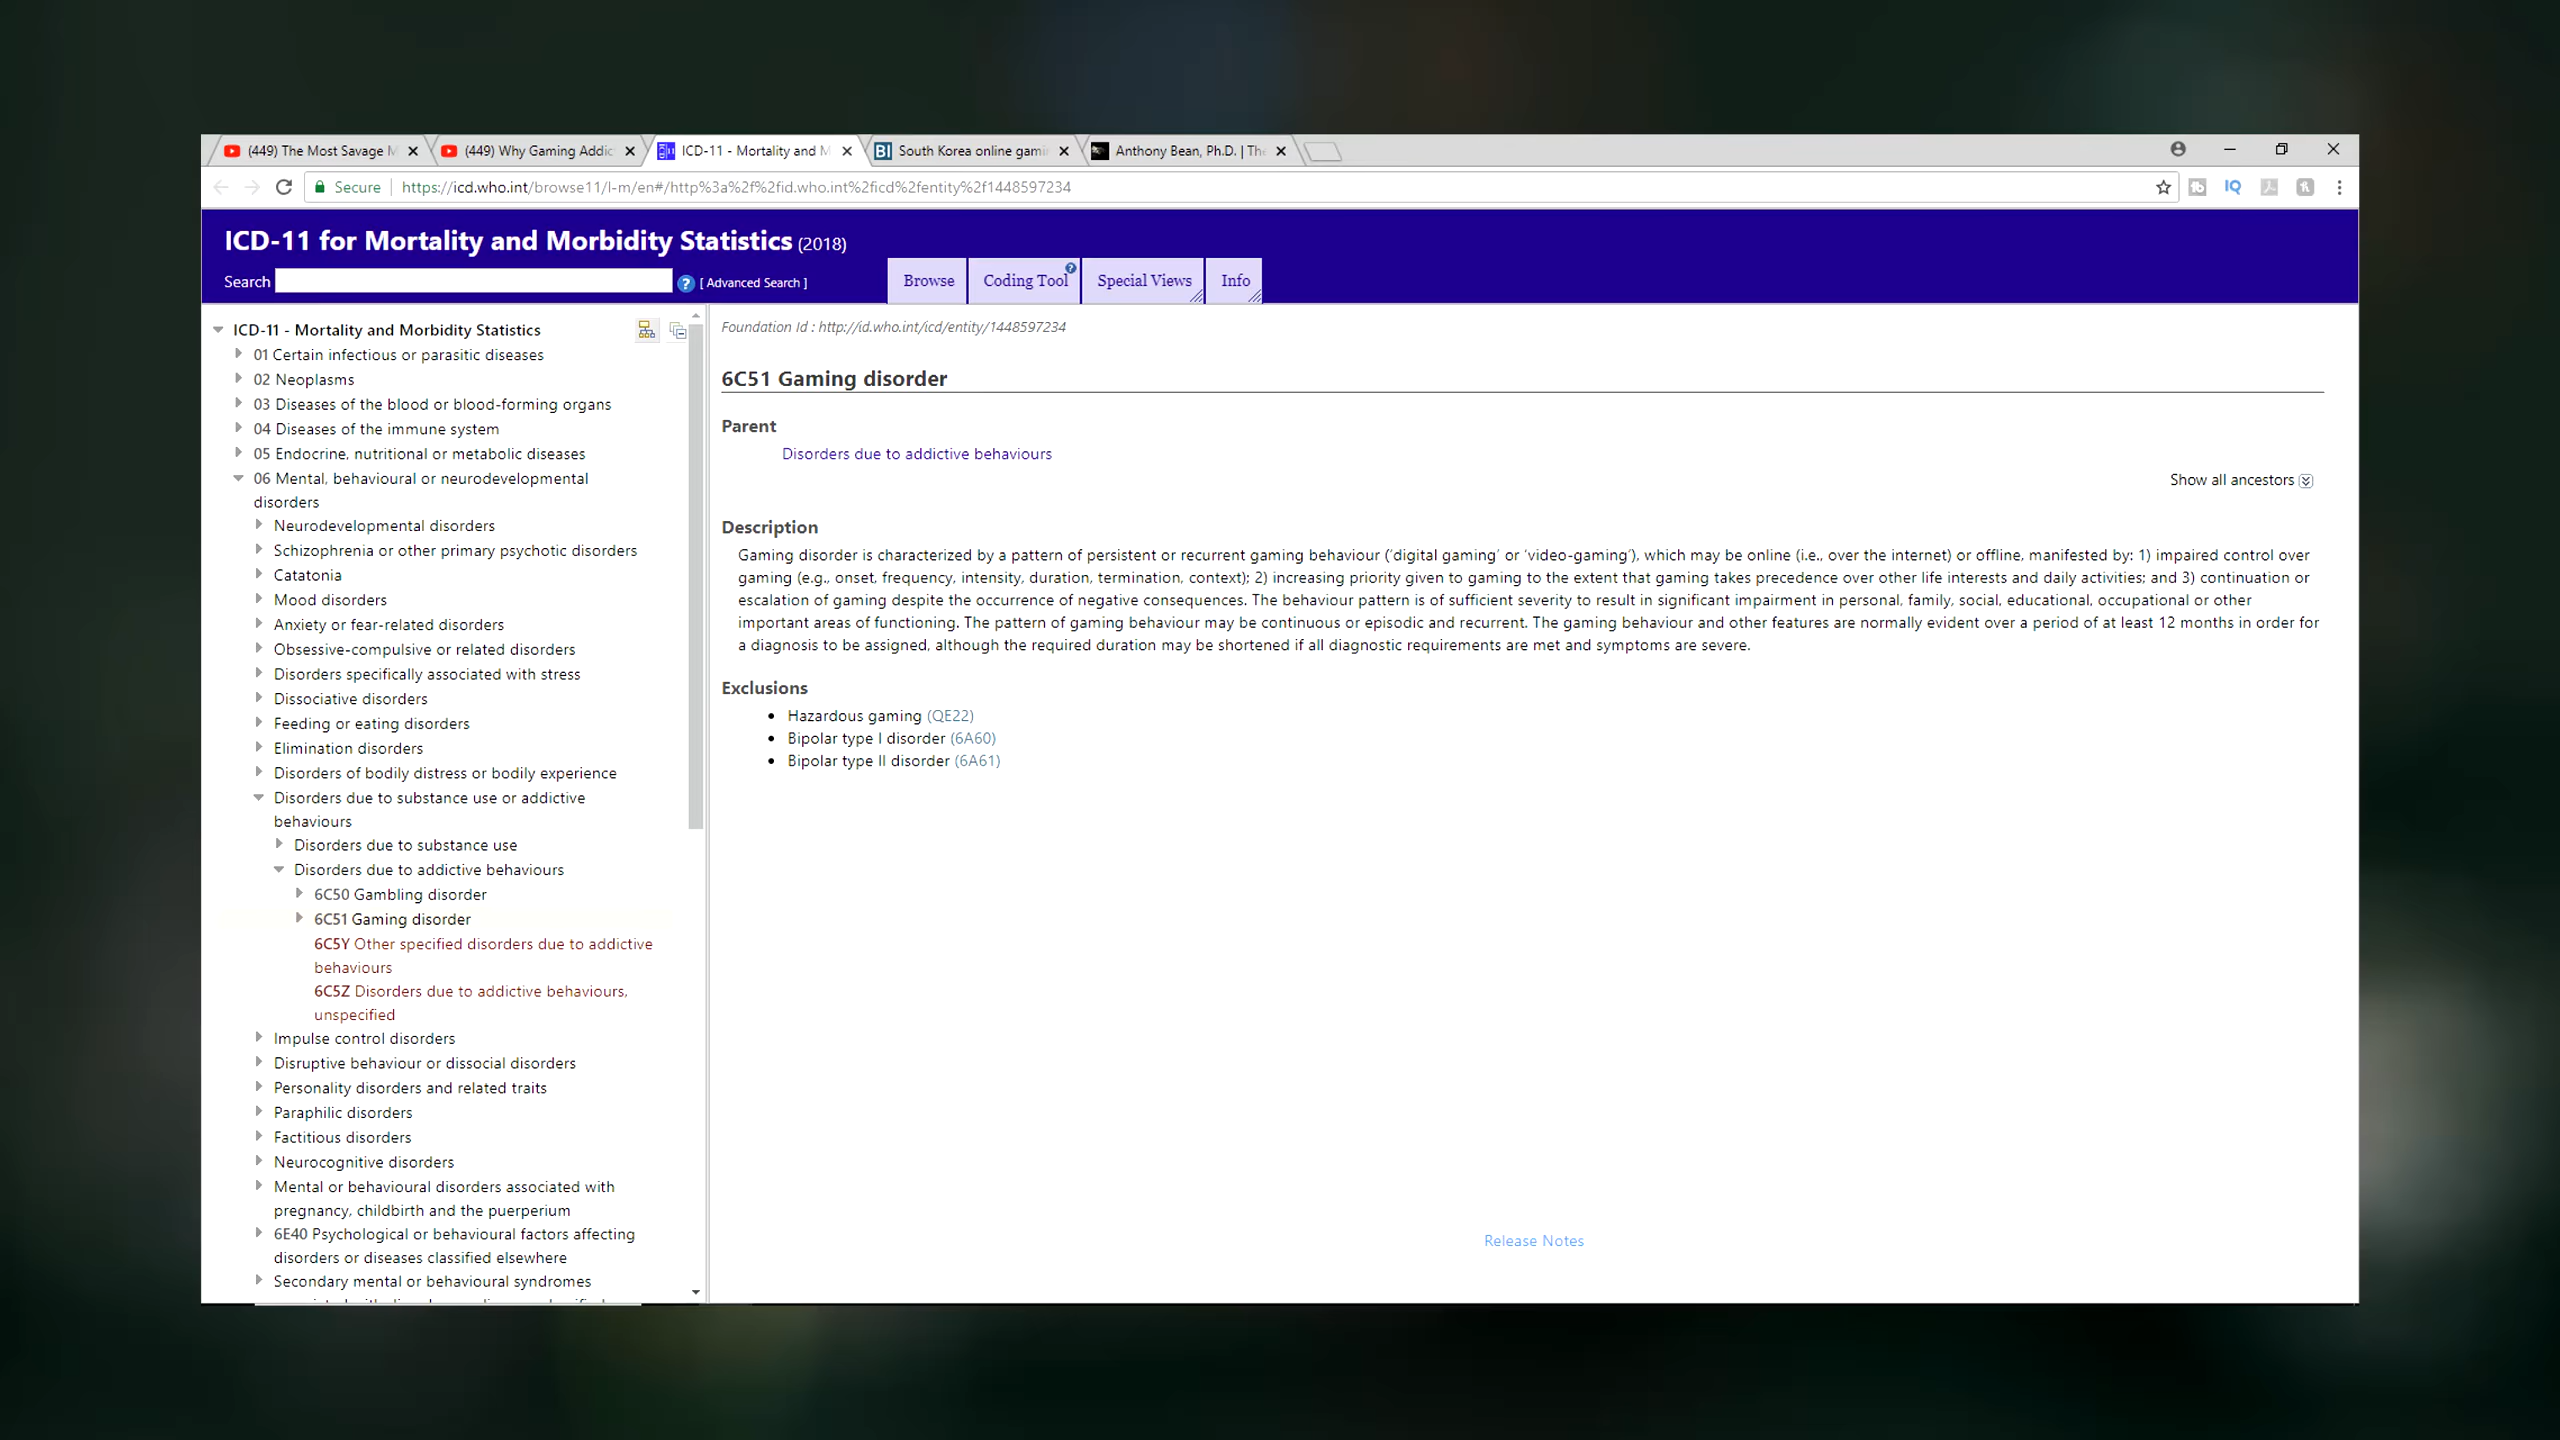 (449) The Most Savage M
(449) Why Gaming Addic
ICD-11 - Mortality and M
BI South Korea online gami
Anthony Bean, Ph.D. | The
Secure https://icd.who.int/browse11/l-m/en#/http%3a%2f%2fid.who.int%2ficd%2fentity%2f1448597234
IQ
ICD-11 for Mortality and Morbidity Statistics (2018)
Search ? [ Advanced Search ]
Browse
Coding Tool ?
Special Views
Info
ICD-11 - Mortality and Morbidity Statistics
01 Certain infectious or parasitic diseases
02 Neoplasms
03 Diseases of the blood or blood-forming organs
04 Diseases of the immune system
05 Endocrine, nutritional or metabolic diseases
06 Mental, behavioural or neurodevelopmental
disorders
Neurodevelopmental disorders
Schizophrenia or other primary psychotic disorders
Catatonia
Mood disorders
Anxiety or fear-related disorders
Obsessive-compulsive or related disorders
Disorders specifically associated with stress
Dissociative disorders
Feeding or eating disorders
Elimination disorders
Disorders of bodily distress or bodily experience
Disorders due to substance use or addictive
behaviours
Disorders due to substance use
Disorders due to addictive behaviours
6C50 Gambling disorder
6C51 Gaming disorder
6C5Y Other specified disorders due to addictive
behaviours
6C5Z Disorders due to addictive behaviours,
unspecified
Impulse control disorders
Disruptive behaviour or dissocial disorders
Personality disorders and related traits
Paraphilic disorders
Factitious disorders
Neurocognitive disorders
Mental or behavioural disorders associated with
pregnancy, childbirth and the puerperium
6E40 Psychological or behavioural factors affecting
disorders or diseases classified elsewhere
Secondary mental or behavioural syndromes
Foundation Id : http://id.who.int/icd/entity/1448597234
6C51 Gaming disorder
Parent
Disorders due to addictive behaviours
Show all ancestors
Description
Gaming disorder is characterized by a pattern of persistent or recurrent gaming behaviour (‘digital gaming’ or ‘video-gaming’), which may be online (i.e., over the internet) or offline, manifested by: 1) impaired control over
gaming (e.g., onset, frequency, intensity, duration, termination, context); 2) increasing priority given to gaming to the extent that gaming takes precedence over other life interests and daily activities; and 3) continuation or
escalation of gaming despite the occurrence of negative consequences. The behaviour pattern is of sufficient severity to result in significant impairment in personal, family, social, educational, occupational or other
important areas of functioning. The pattern of gaming behaviour may be continuous or episodic and recurrent. The gaming behaviour and other features are normally evident over a period of at least 12 months in order for
a diagnosis to be assigned, although the required duration may be shortened if all diagnostic requirements are met and symptoms are severe.
Exclusions
Hazardous gaming (QE22)
Bipolar type I disorder (6A60)
Bipolar type II disorder (6A61)
Release Notes